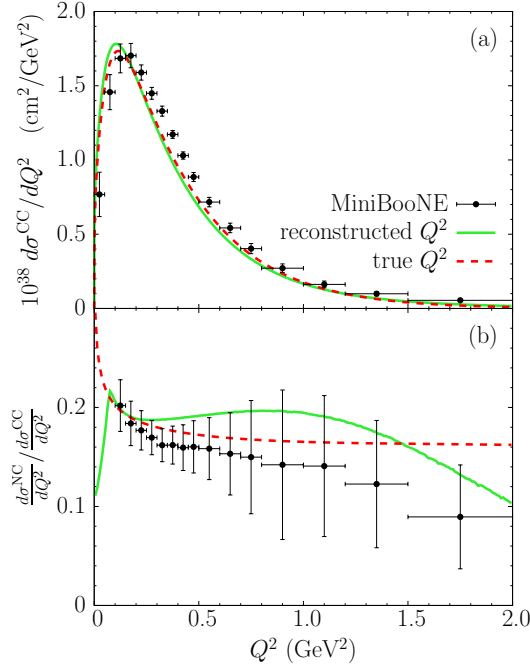 2.0
(a)
1.5
1.0
0.5
0
10^38 dσ^CC/dQ^2 (cm^2/GeV^2)
MiniBooNE
reconstructed Q^2
true Q^2
(b)
0.2
0.1
0
dσ^NC/dQ^2 / dσ^CC/dQ^2
0 0.5 1.0 1.5 2.0
Q^2 (GeV^2)